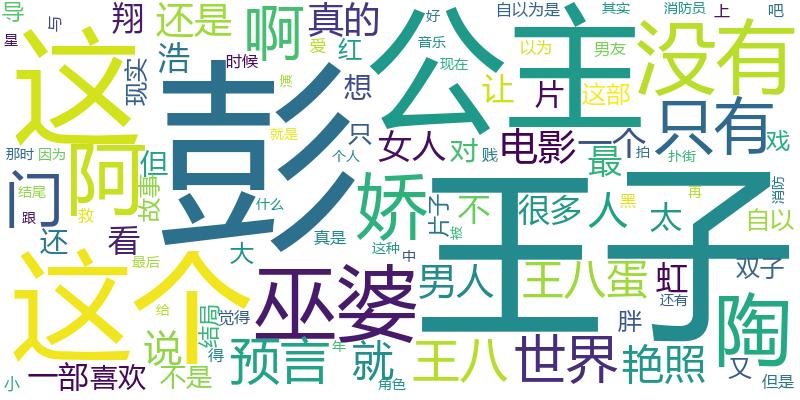 导 与 翔 还是 啊 真的 好 自以为是 其实 消防员 上 吧
星 爱 红 音乐 以为 男友
这 浩 时候 公主 没有
现实 彭 演 想 现在 让 片 这部
那时 因为 阿 但 就是 只 女人 对 贱 电影 一个 只有
结尾 门 故事 个人 最 拍 扑街 戏
跟 救 什么 娇 片子 不 很多 人 黑 太 再 消防
还 看 大 真是 这种 被 自以
这个 最后 巫婆 中 男人 王子 王八蛋 虹 双子
给 觉得 还有 陶
结局 年 胖
说 得 预言 就 王八 世界 艳照 又
小 一部 喜欢 不是 角色 但是